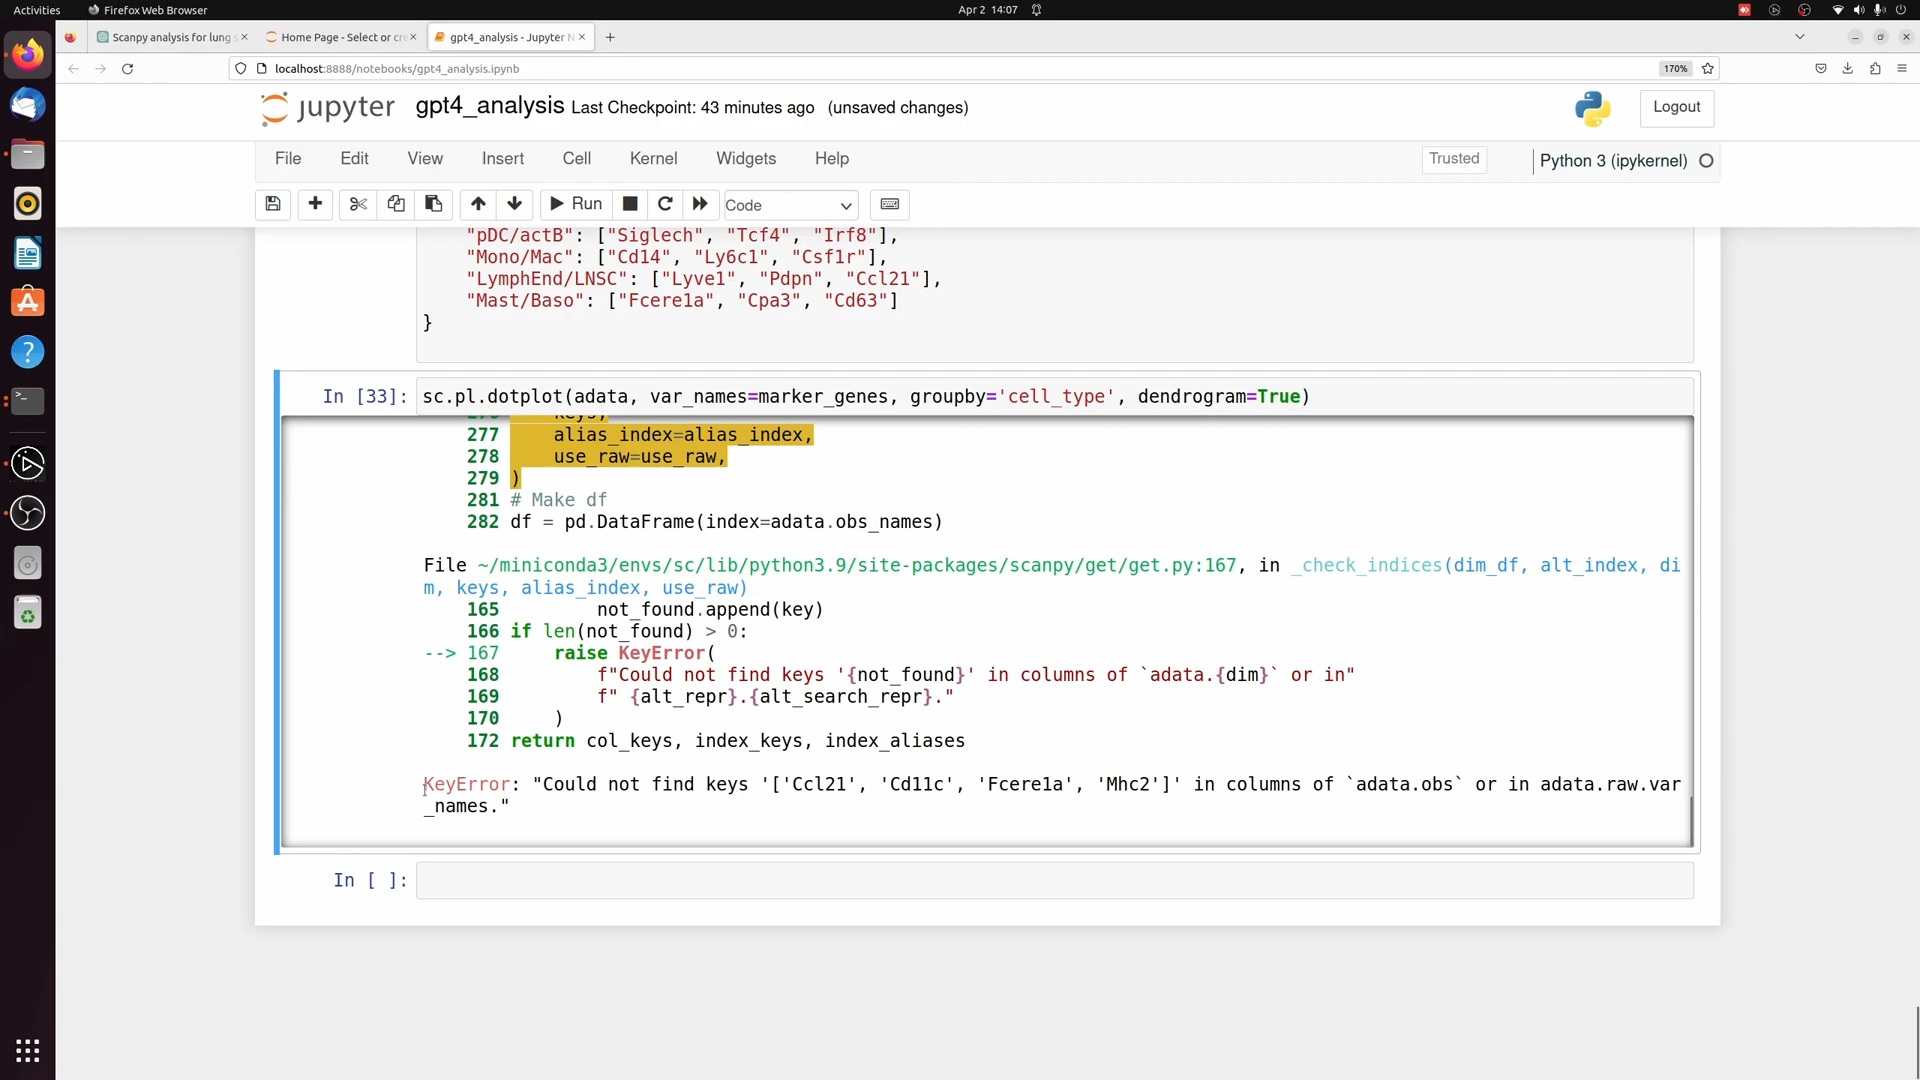 Activities
Firefox Web Browser
Apr 2 14:07
Scanpy analysis for lung s
Home Page - Select or cre
gpt4_analysis - Jupyter N
localhost:8888/notebooks/gpt4_analysis.ipynb
170%
jupyter
gpt4_analysis Last Checkpoint: 43 minutes ago (unsaved changes)
Logout
File Edit View Insert Cell Kernel Widgets Help
Trusted
Python 3 (ipykernel)
Run
Code
"pDC/actB": ["Siglech", "Tcf4", "Irf8"],
"Mono/Mac": ["Cd14", "Ly6c1", "Csf1r"],
"LymphEnd/LNSC": ["Lyve1", "Pdpn", "Ccl21"],
"Mast/Baso": ["Fcere1a", "Cpa3", "Cd63"]
}
In [33]: sc.pl.dotplot(adata, var_names=marker_genes, groupby='cell_type', dendrogram=True)
276 keys,
277 alias_index=alias_index,
278 use_raw=use_raw,
279 )
281 # Make df
282 df = pd.DataFrame(index=adata.obs_names)
File ~/miniconda3/envs/sc/lib/python3.9/site-packages/scanpy/get/get.py:167, in _check_indices(dim_df, alt_index, di
m, keys, alias_index, use_raw)
165 not_found.append(key)
166 if len(not_found) > 0:
--> 167 raise KeyError(
168 f"Could not find keys '{not_found}' in columns of `adata.{dim}` or in"
169 f" {alt_repr}.{alt_search_repr}."
170 )
172 return col_keys, index_keys, index_aliases
KeyError: "Could not find keys '['Ccl21', 'Cd11c', 'Fcere1a', 'Mhc2']' in columns of `adata.obs` or in adata.raw.var
_names."
In [ ]: